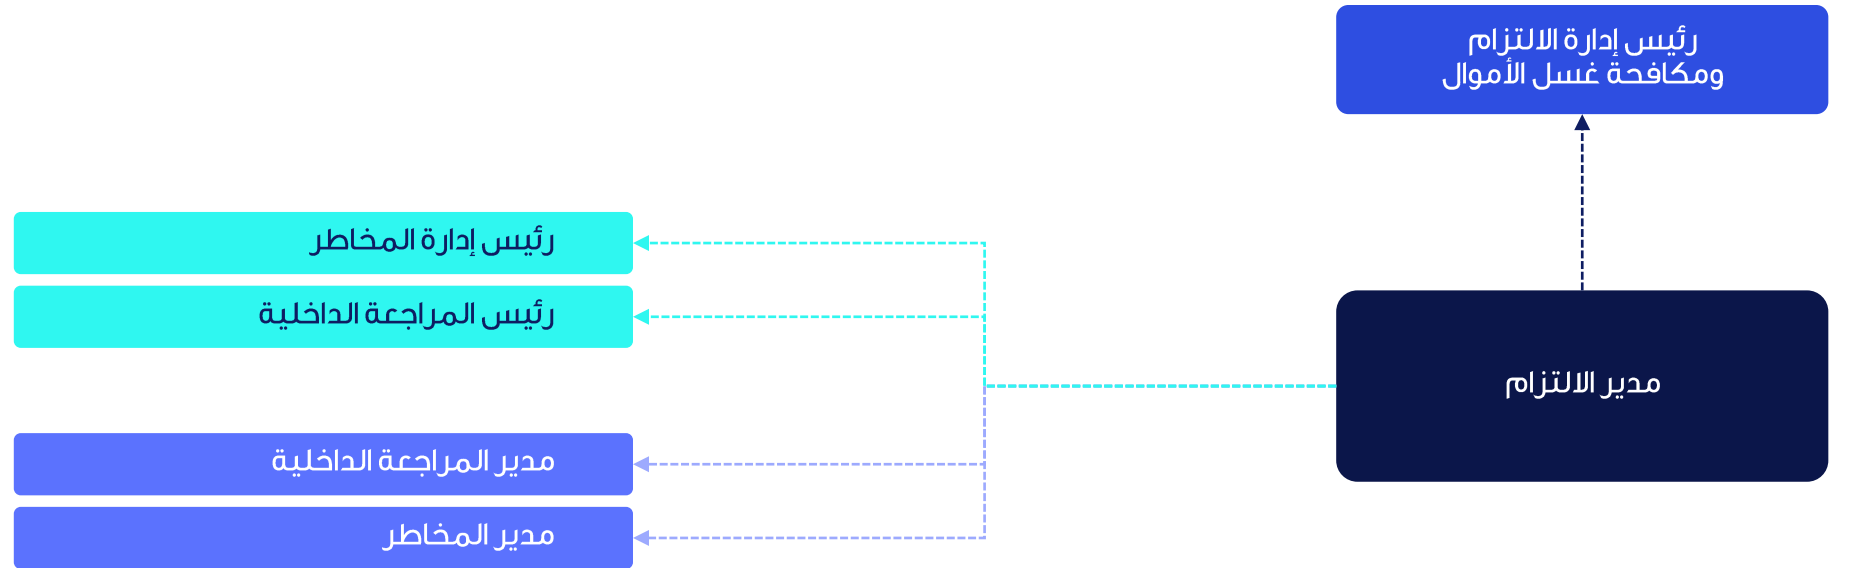 رئيس إدارة الالتزام
ومكافحة غسل الأموال
مدير الالتزام
رئيس إدارة المخاطر
رئيس المراجعة الداخلية
مدير المراجعة الداخلية
مدير المخاطر